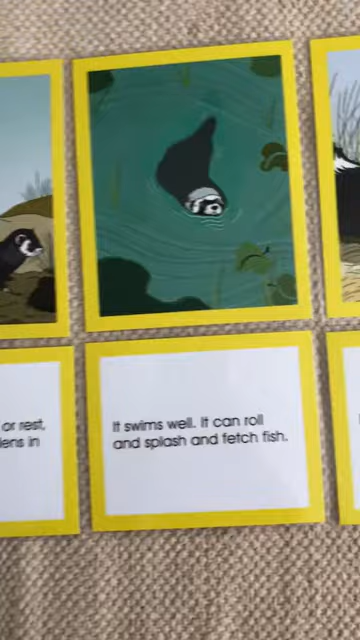 or rest,
dens in
It swims well. It can roll
and splash and fetch fish.